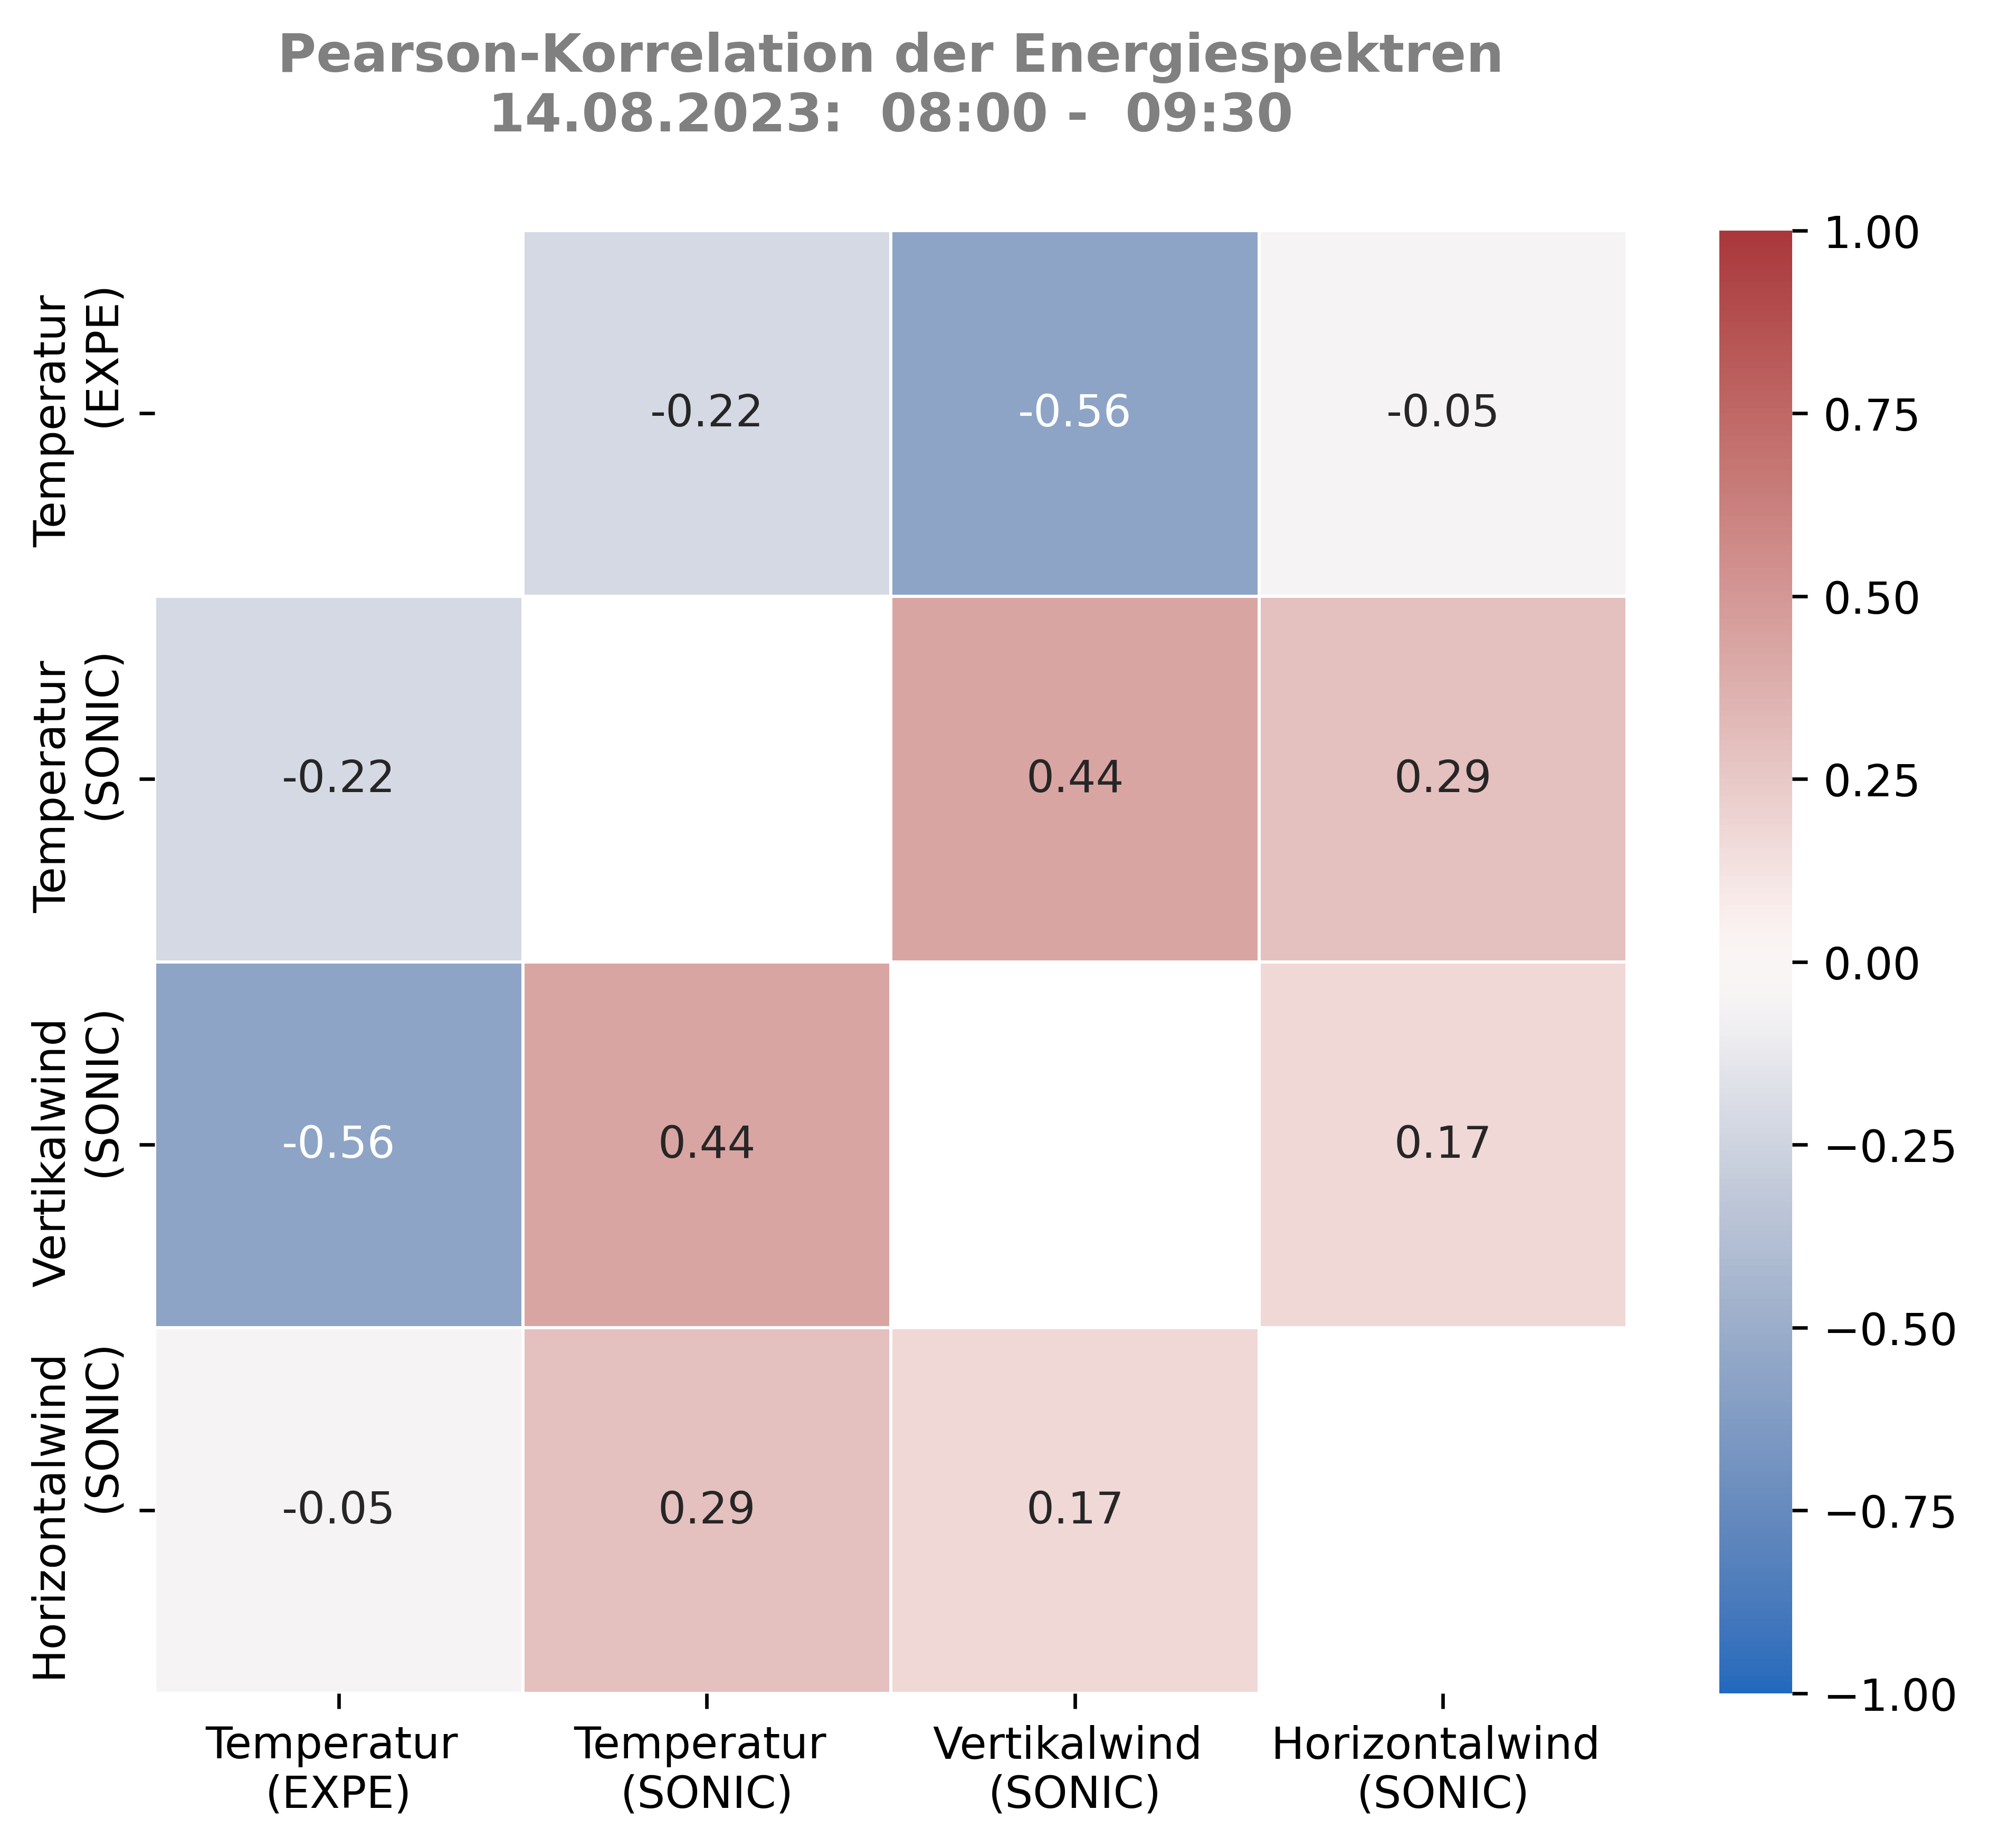 Pearson-Korrelation der Energiespektren
14.08.2023:  08:00 -  09:30
Temperatur
(EXPE)
-0.22
-0.56
-0.05
Temperatur
(SONIC)
-0.22
0.44
0.29
Vertikalwind
(SONIC)
-0.56
0.44
0.17
Horizontalwind
(SONIC)
-0.05
0.29
0.17
Temperatur
(EXPE)
Temperatur
(SONIC)
Vertikalwind
(SONIC)
Horizontalwind
(SONIC)
1.00
0.75
0.50
0.25
0.00
−0.25
−0.50
−0.75
−1.00